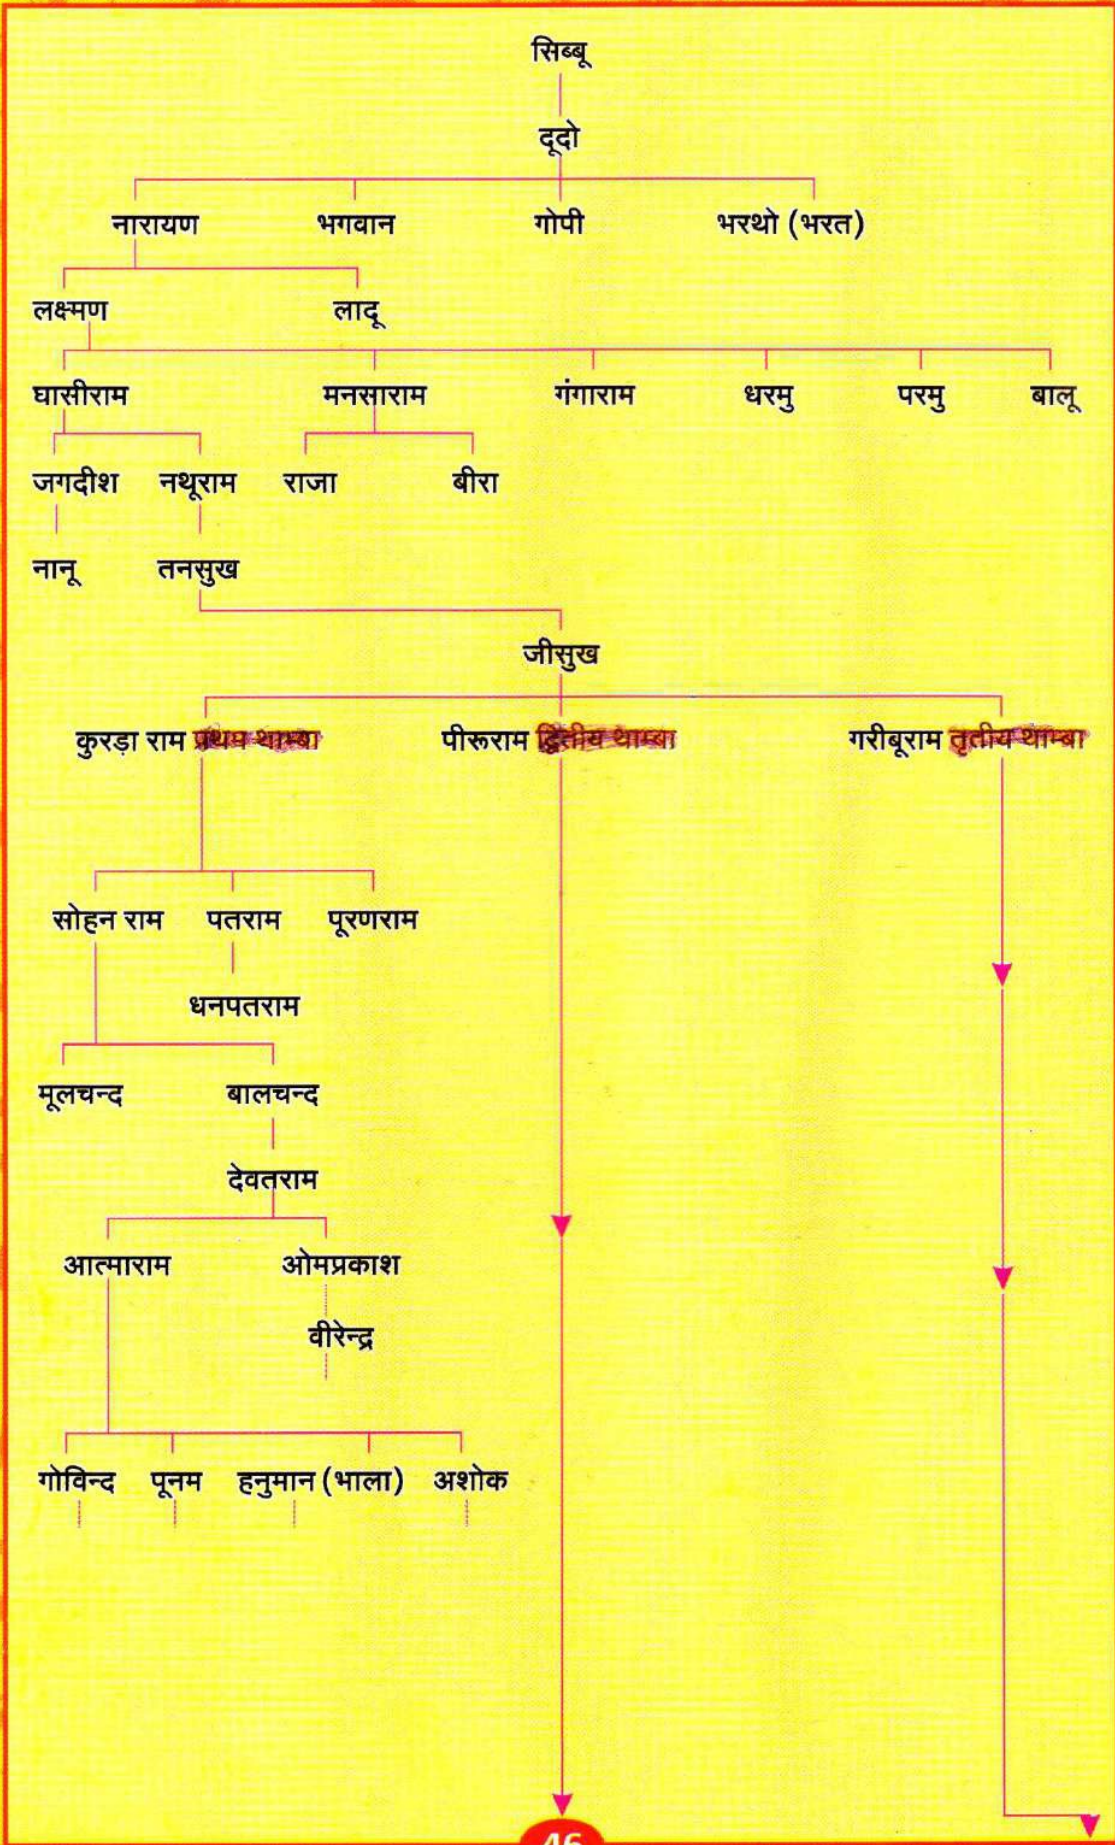 सिब्बू
दूदो
नारायण भगवान गोपी भरथो (भरत)
लक्ष्मण लादू
घासीराम मनसाराम गंगाराम धरमु परमु बालू
जगदीश नथूराम राजा बीरा
नानू तनसुख
जीसुख
कुरड़ा राम प्रथम थाम्बा पीरूराम द्वितीय थाम्बा गरीबूराम तृतीय थाम्बा
सोहन राम पतराम पूरणराम
धनपतराम
मूलचन्द बालचन्द
देवतराम
आत्माराम ओमप्रकाश
वीरेन्द्र
गोविन्द पूनम हनुमान (भाला) अशोक
46